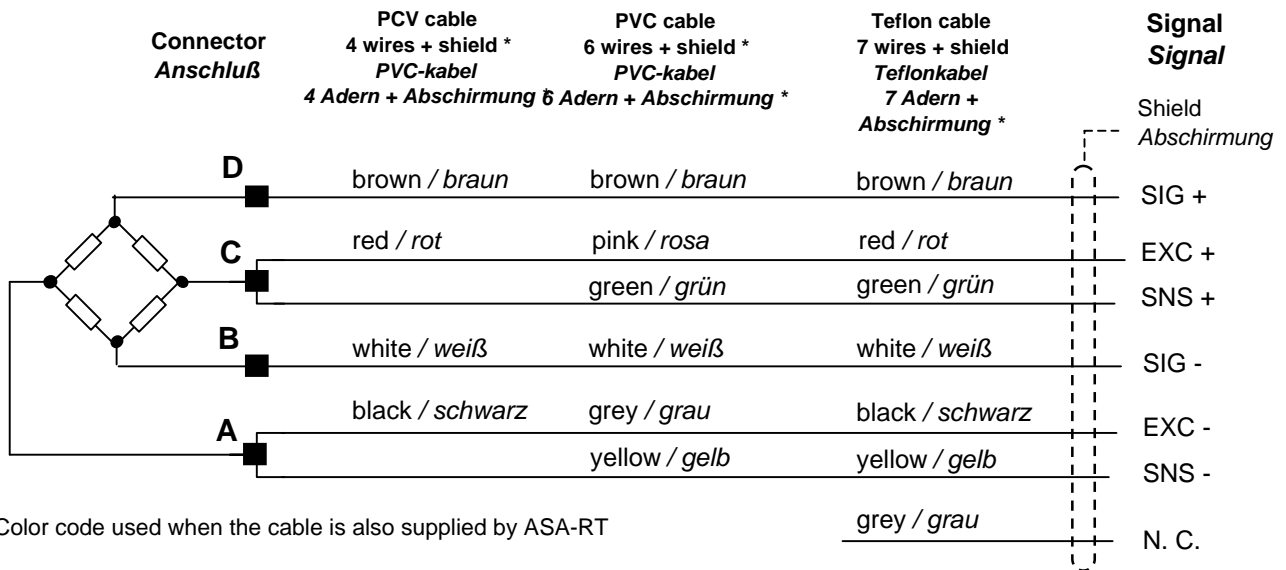 Connector
Anschluß
PCV cable
4 wires + shield *
PVC-kabel
4 Adern + Abschirmung *
PVC cable
6 wires + shield *
PVC-kabel
6 Adern + Abschirmung *
Teflon cable
7 wires + shield
Teflonkabel
7 Adern +
Abschirmung *
Signal
Signal
Shield
Abschirmung
D
brown / braun
brown / braun
brown / braun
SIG +
C
red / rot
pink / rosa
red / rot
EXC +
green / grün
green / grün
SNS +
B
white / weiß
white / weiß
white / weiß
SIG -
A
black / schwarz
grey / grau
black / schwarz
EXC -
yellow / gelb
yellow / gelb
SNS -
Color code used when the cable is also supplied by ASA-RT
grey / grau
N. C.